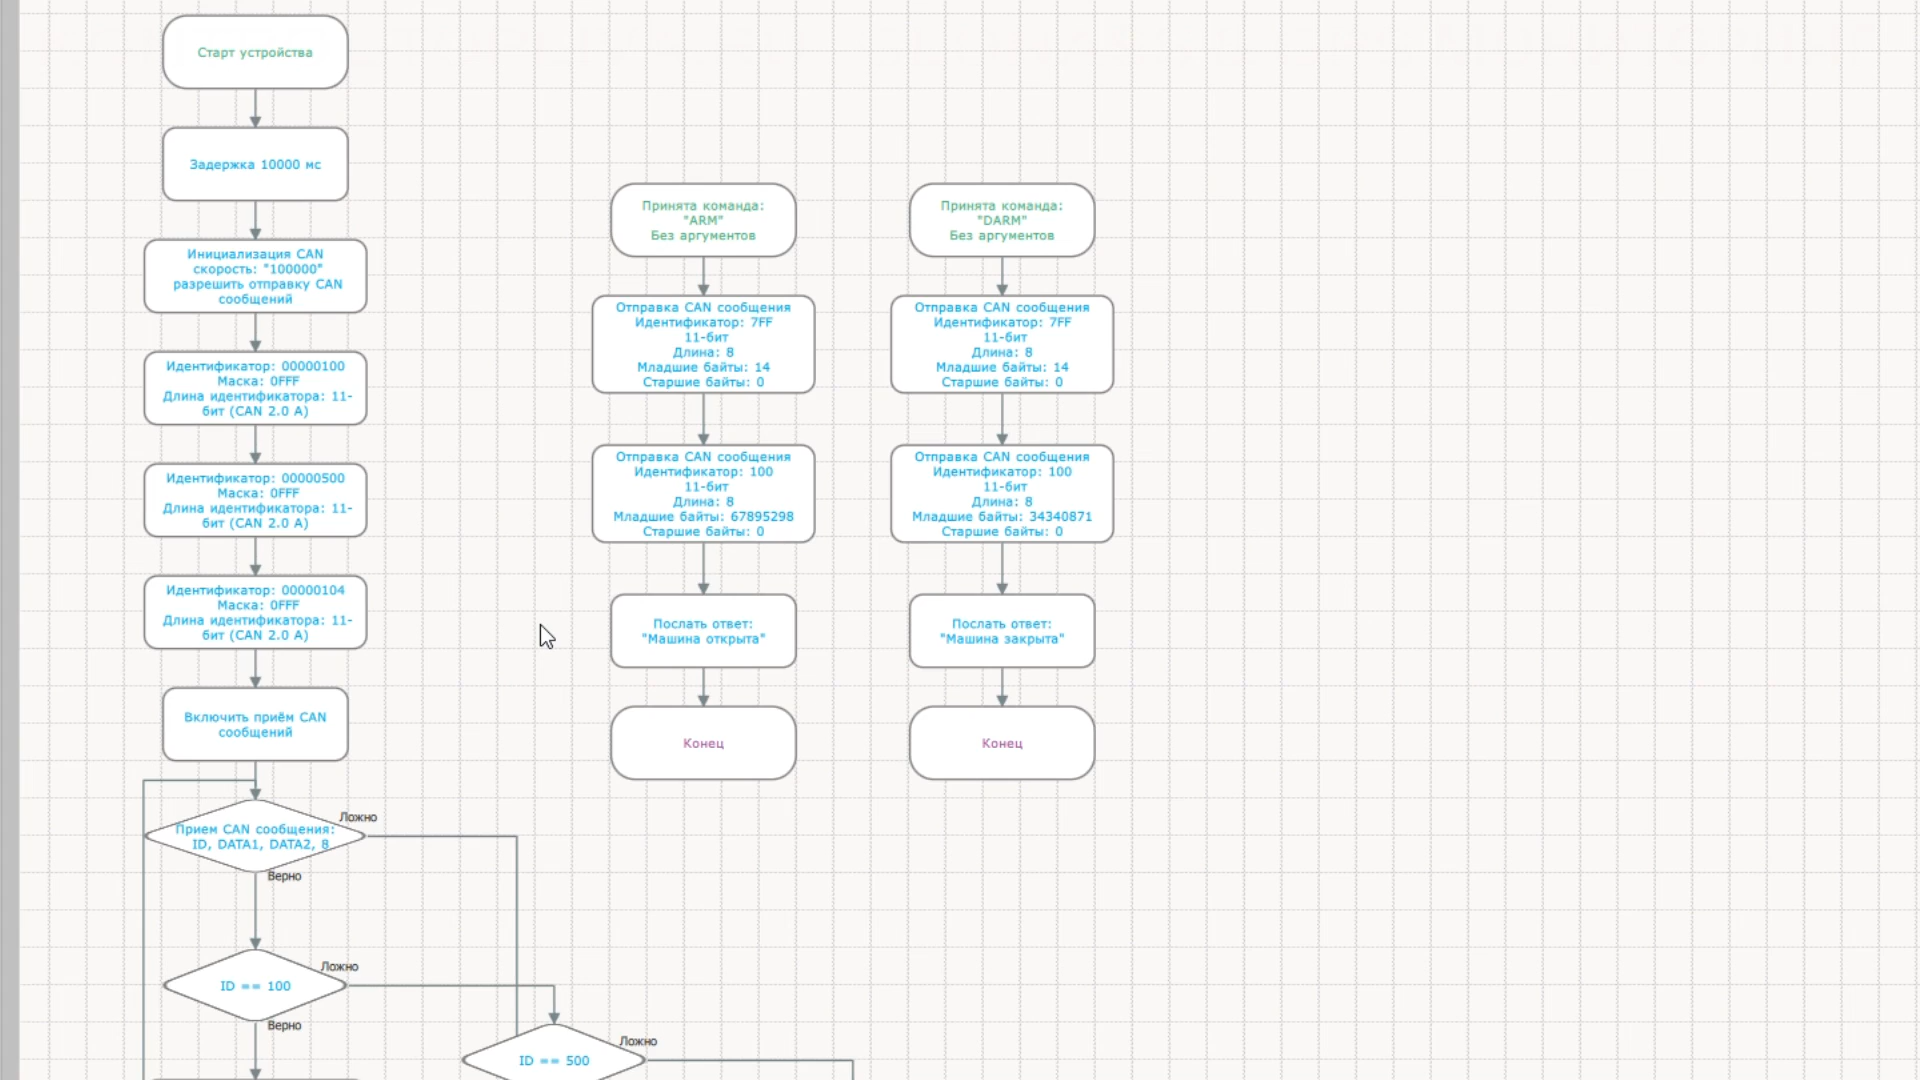 Старт устройства
Задержка 10000 мс
Инициализация CAN
скорость: "100000"
разрешить отправку CAN
сообщений
Идентификатор: 00000100
Маска: 0FFF
Длина идентификатора: 11-
бит (CAN 2.0 A)
Идентификатор: 00000500
Маска: 0FFF
Длина идентификатора: 11-
бит (CAN 2.0 A)
Идентификатор: 00000104
Маска: 0FFF
Длина идентификатора: 11-
бит (CAN 2.0 A)
Включить приём CAN
сообщений
Прием CAN сообщения:
ID, DATA1, DATA2, 8
Ложно
Верно
ID == 100
Ложно
Верно
ID == 500
Ложно
Принята команда:
"ARM"
Без аргументов
Отправка CAN сообщения
Идентификатор: 7FF
11-бит
Длина: 8
Младшие байты: 14
Старшие байты: 0
Отправка CAN сообщения
Идентификатор: 100
11-бит
Длина: 8
Младшие байты: 67895298
Старшие байты: 0
Послать ответ:
"Машина открыта"
Конец
Принята команда:
"DARM"
Без аргументов
Отправка CAN сообщения
Идентификатор: 7FF
11-бит
Длина: 8
Младшие байты: 14
Старшие байты: 0
Отправка CAN сообщения
Идентификатор: 100
11-бит
Длина: 8
Младшие байты: 34340871
Старшие байты: 0
Послать ответ:
"Машина закрыта"
Конец